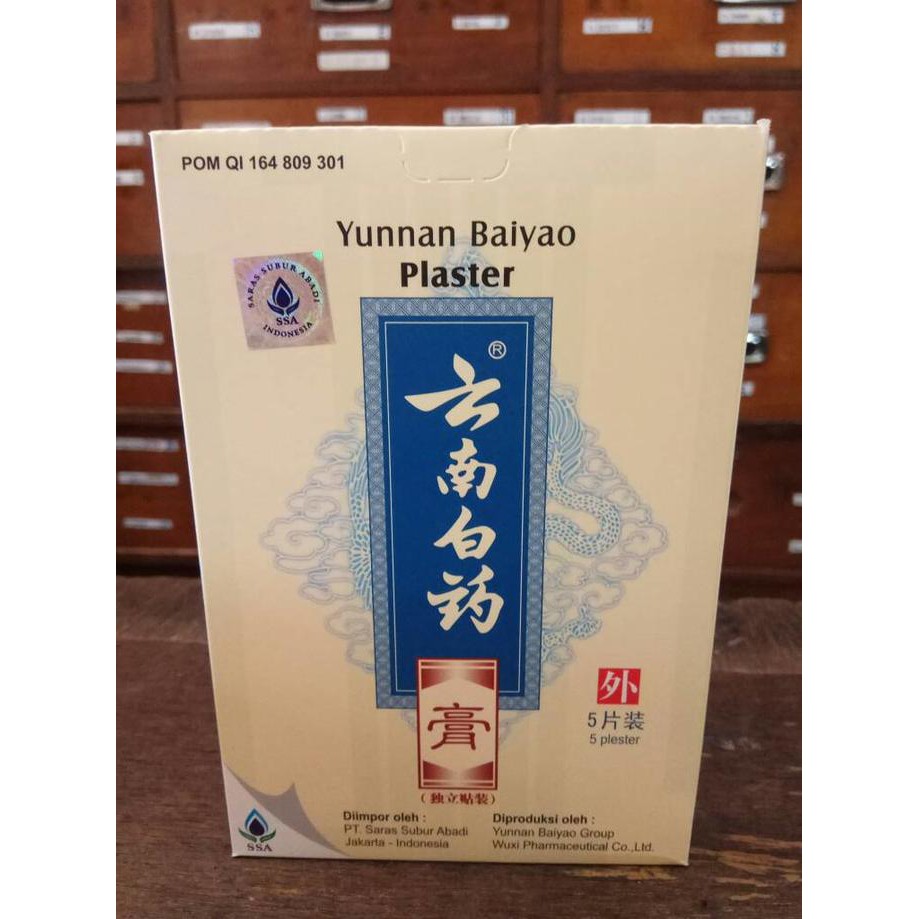 POM QI 164 809 301
Yunnan Baiyao
Plaster
SARAS SUBUR ABADI
SSA
INDONESIA
®
云南白药
膏
(独立贴装)
外
5片装
5 plester
Diimpor oleh :
PT. Saras Subur Abadi
Jakarta - Indonesia
Diproduksi oleh :
Yunnan Baiyao Group
Wuxi Pharmaceutical Co.,Ltd.
SSA